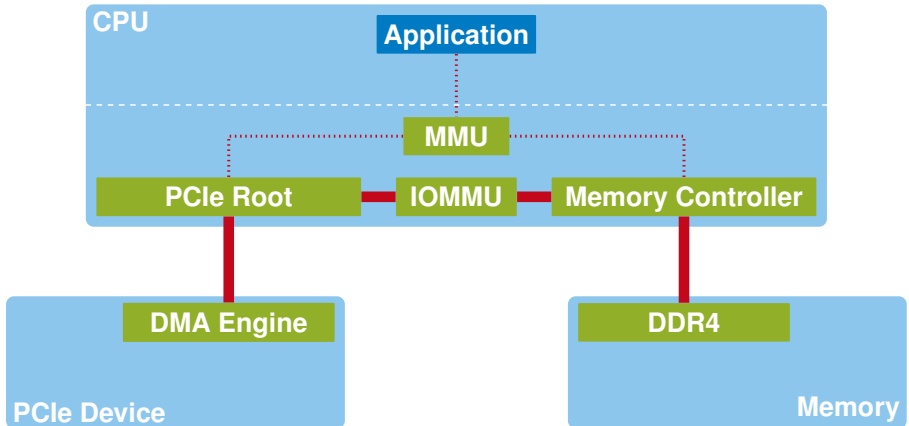 CPU
Application
MMU
PCIe Root
IOMMU
Memory Controller
DMA Engine
DDR4
PCIe Device
Memory